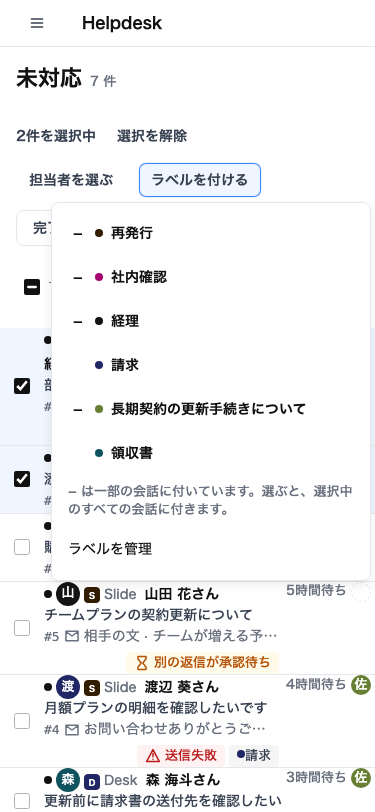 Helpdesk
未対応 7 件
2件を選択中 選択を解除
担当者を選ぶ ラベルを付ける
– 再発行
– 社内確認
– 経理
請求
– 長期契約の更新手続きについて
領収書
– は一部の会話に付いています。選ぶと、選択中
のすべての会話に付きます。
ラベルを管理
山 S Slide 山田 花さん 5時間待ち
チームプランの契約更新について
#5 相手の文 · チームが増える予…
別の返信が承認待ち
渡 S Slide 渡辺 葵さん 4時間待ち 佐
月額プランの明細を確認したいです
#4 お問い合わせありがとうご…
送信失敗 請求
森 D Desk 森 海斗さん 3時間待ち 佐
更新前に請求書の送付先を確認したい